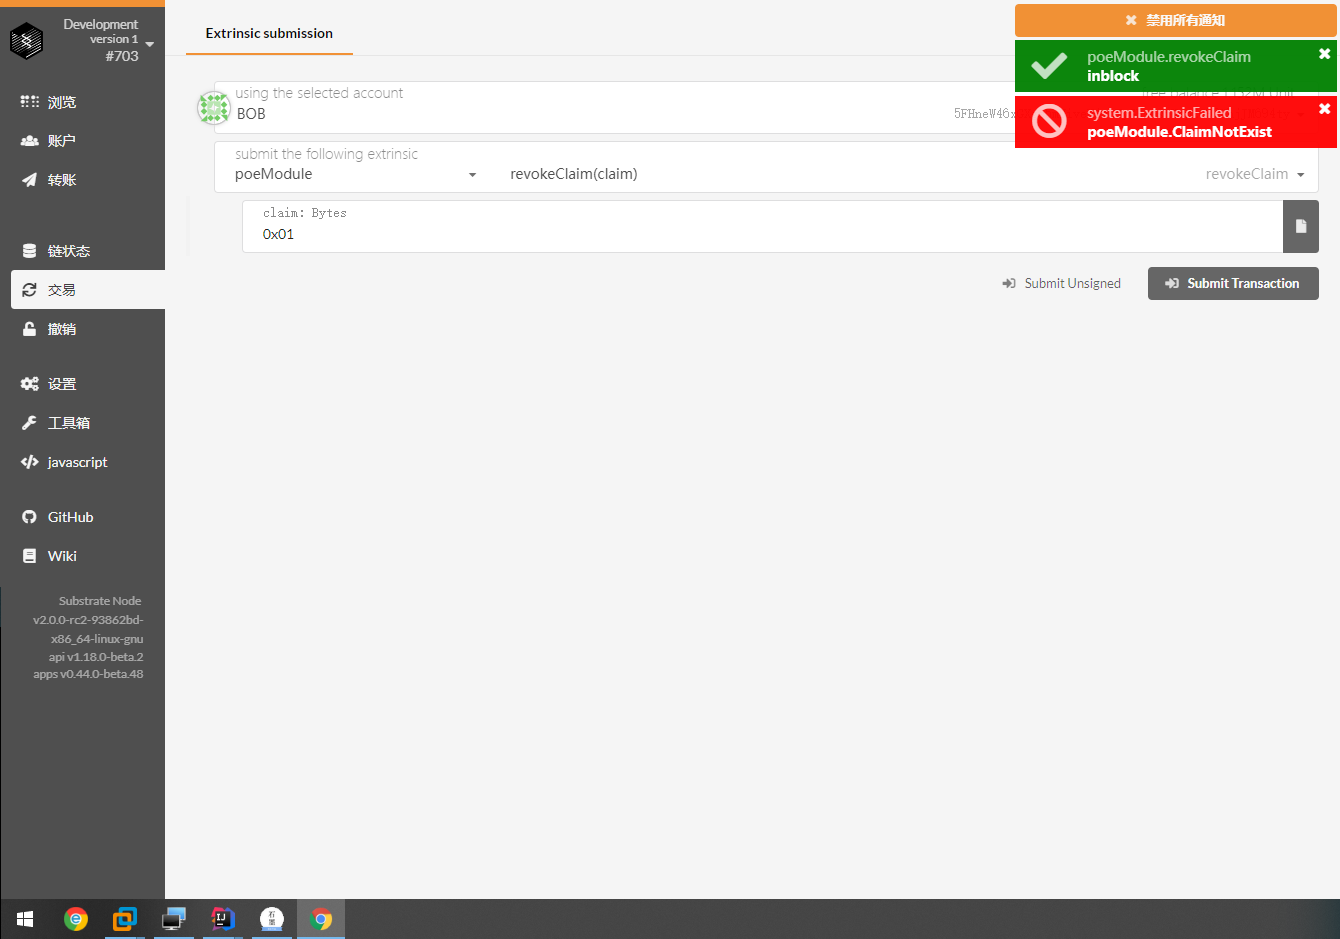 Development
version 1
#703
浏览
账户
转账
链状态
交易
撤销
设置
工具箱
javascript
GitHub
Wiki
Substrate Node
v2.0.0-rc2-93862bd-
x86_64-linux-gnu
api v1.18.0-beta.2
apps v0.44.0-beta.48
Extrinsic submission
禁用所有通知
poeModule.revokeClaim
inblock
system.ExtrinsicFailed
poeModule.ClaimNotExist
using the selected account
BOB
5FHneW46x
submit the following extrinsic
poeModule
revokeClaim(claim)
revokeClaim
claim: Bytes
0x01
Submit Unsigned
Submit Transaction